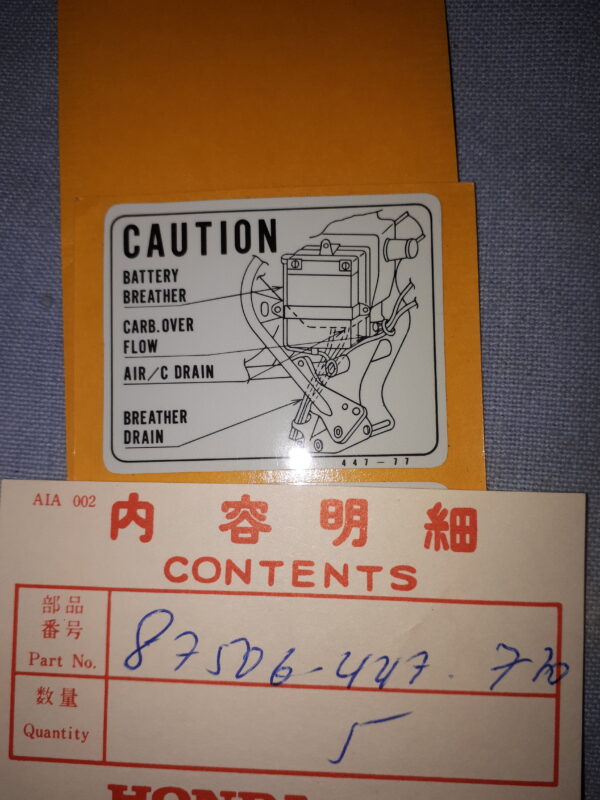 CAUTION
BATTERY
BREATHER
CARB.OVER
FLOW
AIR/C DRAIN
BREATHER
DRAIN
447-77
AIA 002
内容明細
CONTENTS
部品
番号
Part No.
87506-447-770
数量
Quantity
5
HONDA